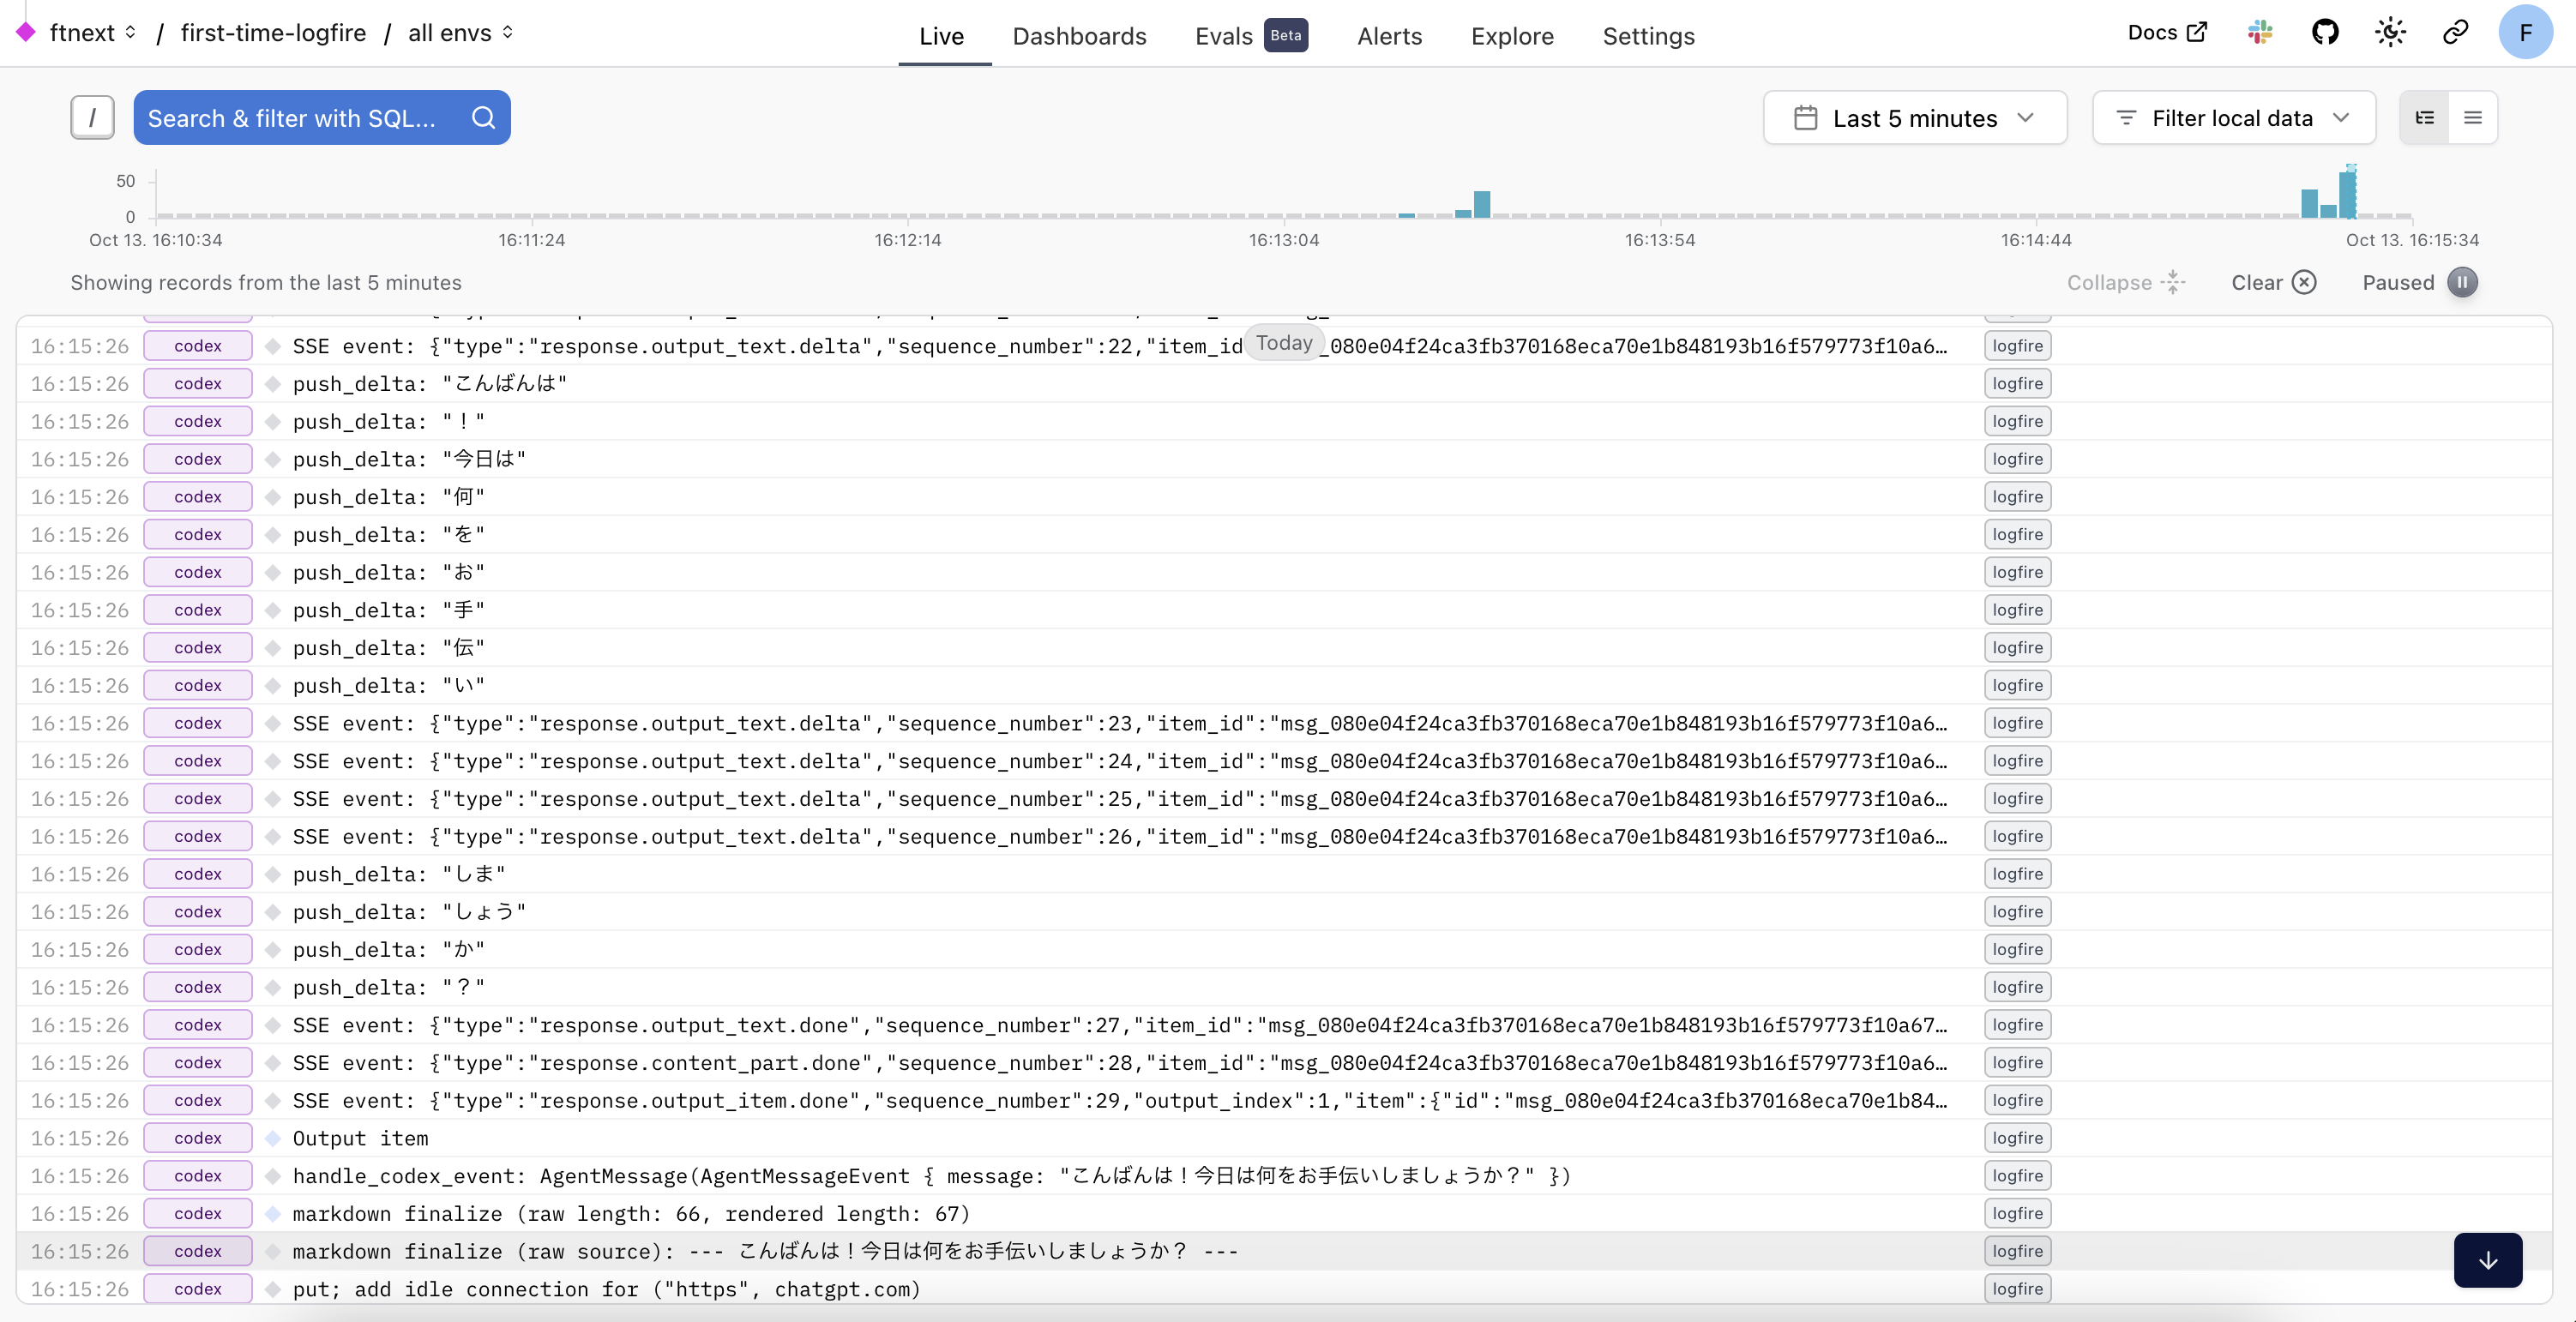 ftnext / first-time-logfire / all envs
Live Dashboards Evals Beta Alerts Explore Settings
Docs F
/ Search & filter with SQL...
Last 5 minutes Filter local data
50
0
Oct 13, 16:10:34 16:11:24 16:12:14 16:13:04 16:13:54 16:14:44 Oct 13, 16:15:34
Showing records from the last 5 minutes
Collapse Clear Paused
Today
16:15:26 codex SSE event: {"type":"response.output_text.delta","sequence_number":22,"item_id _080e04f24ca3fb370168eca70e1b848193b16f579773f10a6… logfire
16:15:26 codex push_delta: "こんばんは" logfire
16:15:26 codex push_delta: "！" logfire
16:15:26 codex push_delta: "今日は" logfire
16:15:26 codex push_delta: "何" logfire
16:15:26 codex push_delta: "を" logfire
16:15:26 codex push_delta: "お" logfire
16:15:26 codex push_delta: "手" logfire
16:15:26 codex push_delta: "伝" logfire
16:15:26 codex push_delta: "い" logfire
16:15:26 codex SSE event: {"type":"response.output_text.delta","sequence_number":23,"item_id":"msg_080e04f24ca3fb370168eca70e1b848193b16f579773f10a6… logfire
16:15:26 codex SSE event: {"type":"response.output_text.delta","sequence_number":24,"item_id":"msg_080e04f24ca3fb370168eca70e1b848193b16f579773f10a6… logfire
16:15:26 codex SSE event: {"type":"response.output_text.delta","sequence_number":25,"item_id":"msg_080e04f24ca3fb370168eca70e1b848193b16f579773f10a6… logfire
16:15:26 codex SSE event: {"type":"response.output_text.delta","sequence_number":26,"item_id":"msg_080e04f24ca3fb370168eca70e1b848193b16f579773f10a6… logfire
16:15:26 codex push_delta: "しま" logfire
16:15:26 codex push_delta: "しょう" logfire
16:15:26 codex push_delta: "か" logfire
16:15:26 codex push_delta: "？" logfire
16:15:26 codex SSE event: {"type":"response.output_text.done","sequence_number":27,"item_id":"msg_080e04f24ca3fb370168eca70e1b848193b16f579773f10a67… logfire
16:15:26 codex SSE event: {"type":"response.content_part.done","sequence_number":28,"item_id":"msg_080e04f24ca3fb370168eca70e1b848193b16f579773f10a6… logfire
16:15:26 codex SSE event: {"type":"response.output_item.done","sequence_number":29,"output_index":1,"item":{"id":"msg_080e04f24ca3fb370168eca70e1b84… logfire
16:15:26 codex Output item logfire
16:15:26 codex handle_codex_event: AgentMessage(AgentMessageEvent { message: "こんばんは！今日は何をお手伝いしましょうか？" }) logfire
16:15:26 codex markdown finalize (raw length: 66, rendered length: 67) logfire
16:15:26 codex markdown finalize (raw source): --- こんばんは！今日は何をお手伝いしましょうか？ --- logfire
16:15:26 codex put; add idle connection for ("https", chatgpt.com) logfire